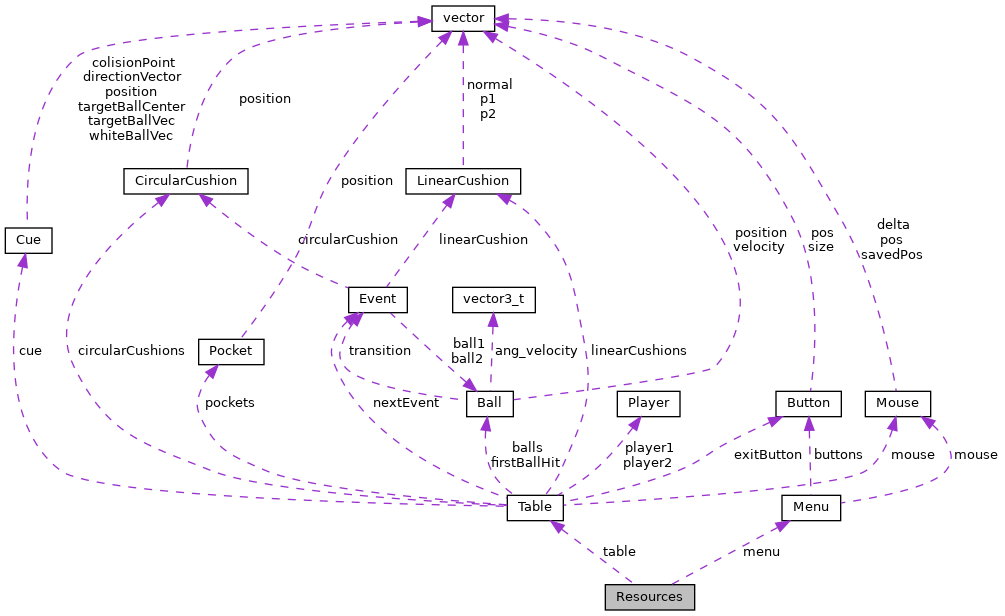 vector
colisionPoint
directionVector
position
targetBallCenter
targetBallVec
whiteBallVec
position
normal
p1
p2
CircularCushion
position
LinearCushion
Cue
circularCushion
linearCushion
position
velocity
pos
size
delta
pos
savedPos
Event
vector3_t
cue
circularCushions
Pocket
transition
ball1
ball2
ang_velocity
linearCushions
pockets
nextEvent
Ball
Player
Button
Mouse
balls
firstBallHit
player1
player2
exitButton
buttons
mouse
mouse
Table
Menu
table
menu
Resources